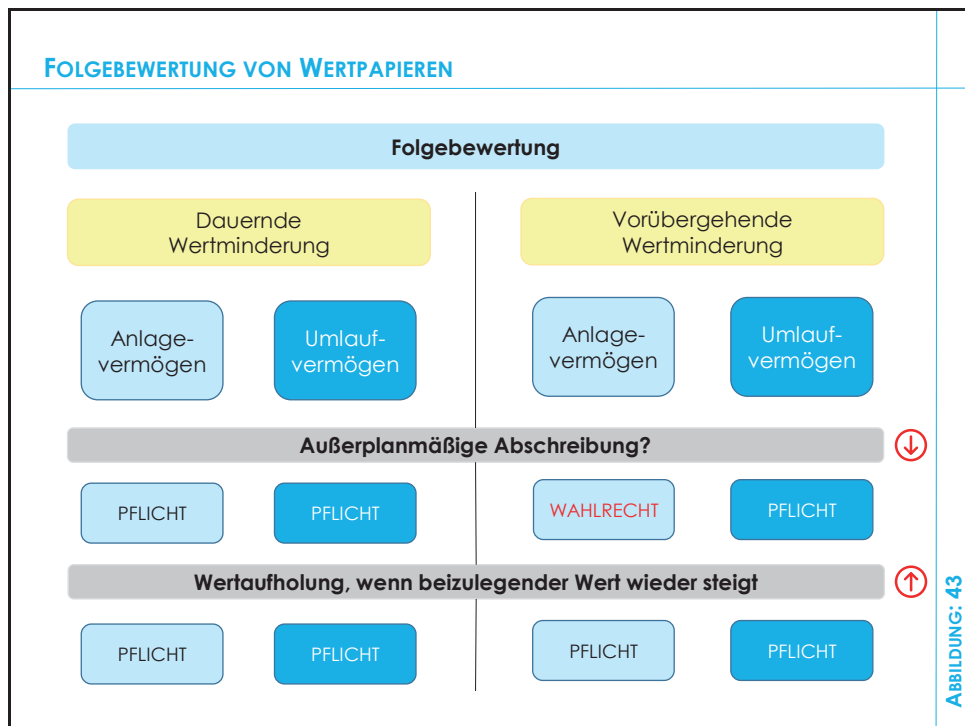 FOLGEBEWERTUNG VON WERTPAPIEREN
Folgebewertung
Dauernde
Wertminderung
Vorübergehende
Wertminderung
Anlage-
vermögen
Umlauf-
vermögen
Anlage-
vermögen
Umlauf-
vermögen
Außerplanmäßige Abschreibung?
PFLICHT
PFLICHT
WAHLRECHT
PFLICHT
Wertaufholung, wenn beizulegender Wert wieder steigt
PFLICHT
PFLICHT
PFLICHT
PFLICHT
ABBILDUNG: 43